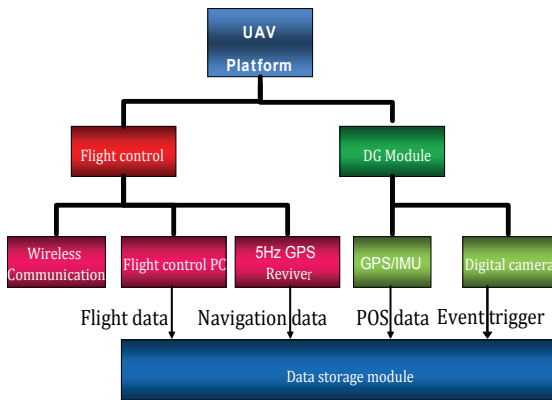 UAV
Platform
Flight control
DG Module
Wireless
Communication
Flight control PC
5Hz GPS
Reviver
GPS/IMU
Digital camera
Flight data
Navigation data
POS data
Event trigger
Data storage module